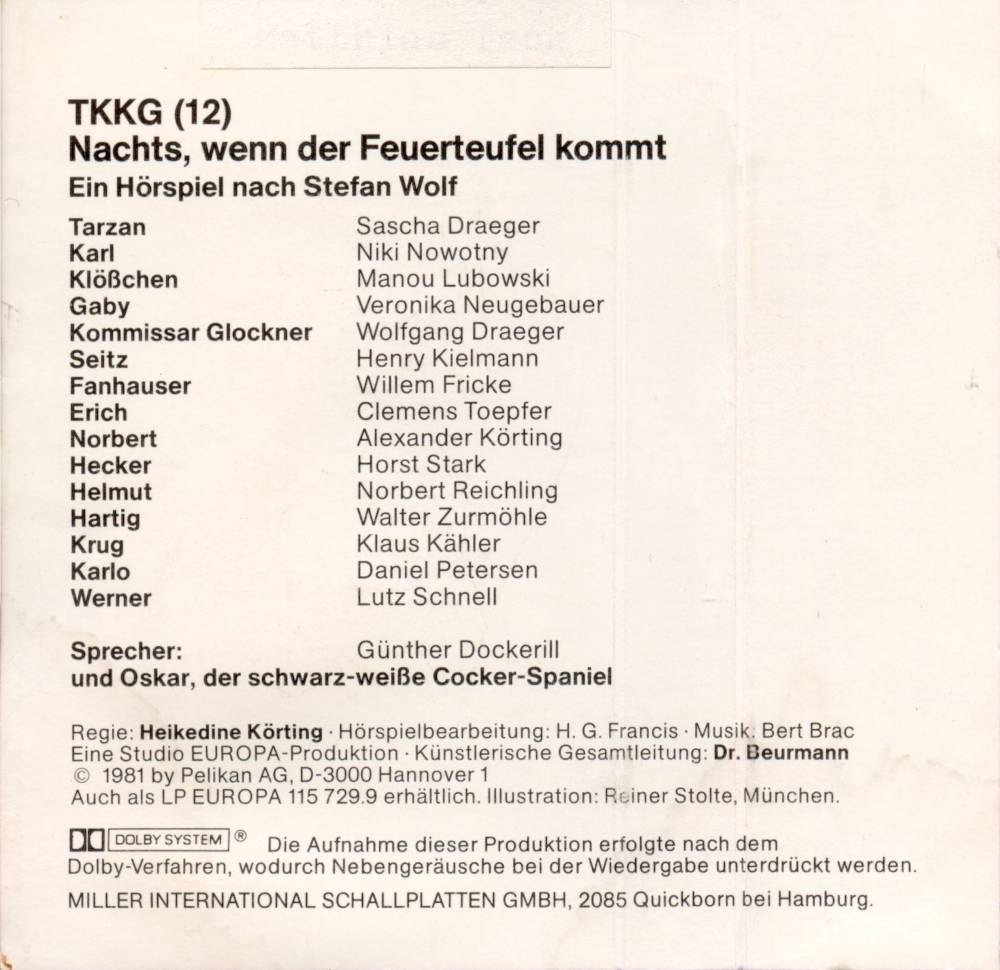 TKKG (12)
Nachts, wenn der Feuerteufel kommt
Ein Hörspiel nach Stefan Wolf
Tarzan Sascha Draeger
Karl Niki Nowotny
Klößchen Manou Lubowski
Gaby Veronika Neugebauer
Kommissar Glockner Wolfgang Draeger
Seitz Henry Kielmann
Fanhauser Willem Fricke
Erich Clemens Toepfer
Norbert Alexander Körting
Hecker Horst Stark
Helmut Norbert Reichling
Hartig Walter Zurmöhle
Krug Klaus Kähler
Karlo Daniel Petersen
Werner Lutz Schnell
Sprecher: Günther Dockerill
und Oskar, der schwarz-weiße Cocker-Spaniel
Regie: Heikedine Körting · Hörspielbearbeitung: H. G. Francis · Musik: Bert Brac
Eine Studio EUROPA-Produktion · Künstlerische Gesamtleitung: Dr. Beurmann
© 1981 by Pelikan AG, D-3000 Hannover 1
Auch als LP EUROPA 115 729.9 erhältlich. Illustration: Reiner Stolte, München.
DOLBY SYSTEM ® Die Aufnahme dieser Produktion erfolgte nach dem
Dolby-Verfahren, wodurch Nebengeräusche bei der Wiedergabe unterdrückt werden.
MILLER INTERNATIONAL SCHALLPLATTEN GMBH, 2085 Quickborn bei Hamburg.